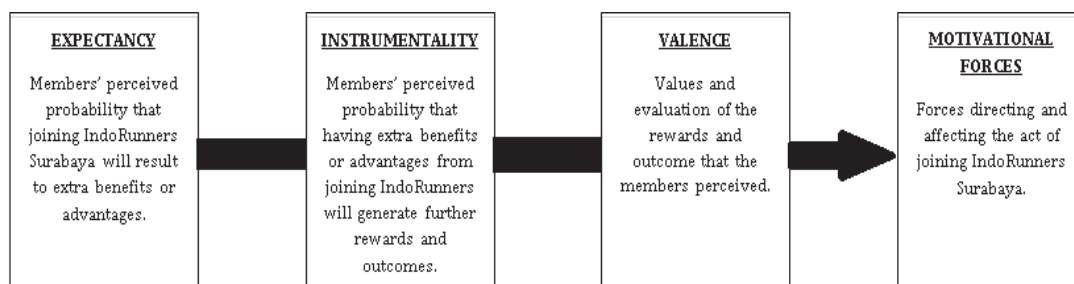 EXPECTANCY
Members' perceived
probability that
joining IndoRunners
Surabaya will result
to extra benefits or
advantages.
INSTRUMENTALITY
Members' perceived
probability that
having extra benefits
or advantages from
joining IndoRunners
will generate further
rewards and
outcomes.
VALENCE
Values and
evaluation of the
rewards and
outcome that the
members perceived.
MOTIVATIONAL
FORCES
Forces directing and
affecting the act of
joining IndoRunners
Surabaya.